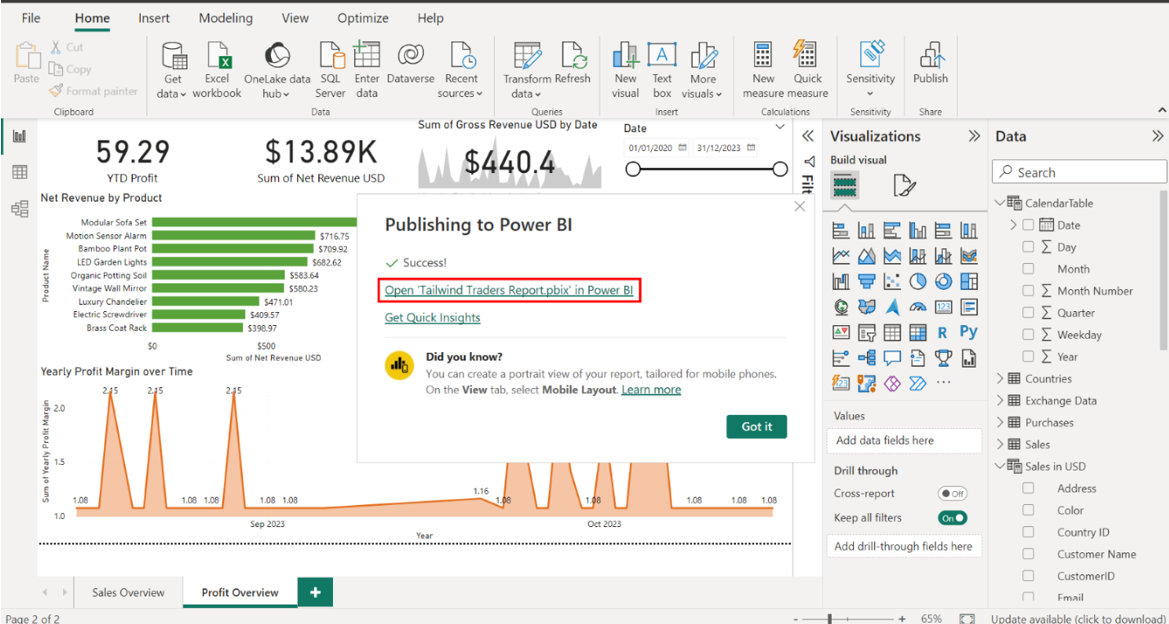 File Home Insert Modeling View Optimize Help
Paste
Cut
Copy
Format painter
Clipboard
Get data
Excel workbook
OneLake data hub
SQL Server
Enter data
Dataverse
Recent sources
Data
Transform data
Refresh
Queries
New visual
Text box
More visuals
Insert
New measure
Quick measure
Calculations
Sensitivity
Sensitivity
Publish
Share
59.29
YTD Profit
$13.89K
Sum of Net Revenue USD
Sum of Gross Revenue USD by Date
$440.4
Date
01/01/2020 31/12/2023
Net Revenue by Product
Product Name
Modular Sofa Set
Motion Sensor Alarm $716.75
Bamboo Plant Pot $709.92
LED Garden Lights $682.62
Organic Potting Soil $583.64
Vintage Wall Mirror $580.23
Luxury Chandelier $471.01
Electric Screwdriver $409.57
Brass Coat Rack $398.97
$0 $500
Sum of Net Revenue USD
Publishing to Power BI
Success!
Open 'Tailwind Traders Report.pbix' in Power BI
Get Quick Insights
Did you know?
You can create a portrait view of your report, tailored for mobile phones.
On the View tab, select Mobile Layout. Learn more
Got it
Yearly Profit Margin over Time
Sum of Yearly Profit Margin
2.15 2.15 2.15
2.0
1.5
1.0
1.08 1.08 1.08 1.08 1.08 1.16 1.08 1.08 1.08 1.08 1.08
Sep 2023 Oct 2023
Year
Sales Overview Profit Overview +
Page 2 of 2
- + 65% Update available (click to download)
Filt
Visualizations
Build visual
R Py
123
Values
Add data fields here
Drill through
Cross-report Off
Keep all filters On
Add drill-through fields here
Data
Search
CalendarTable
Date
Day
Month
Month Number
Quarter
Weekday
Year
Countries
Exchange Data
Purchases
Sales
Sales in USD
Address
Color
Country ID
Customer Name
CustomerID
Email